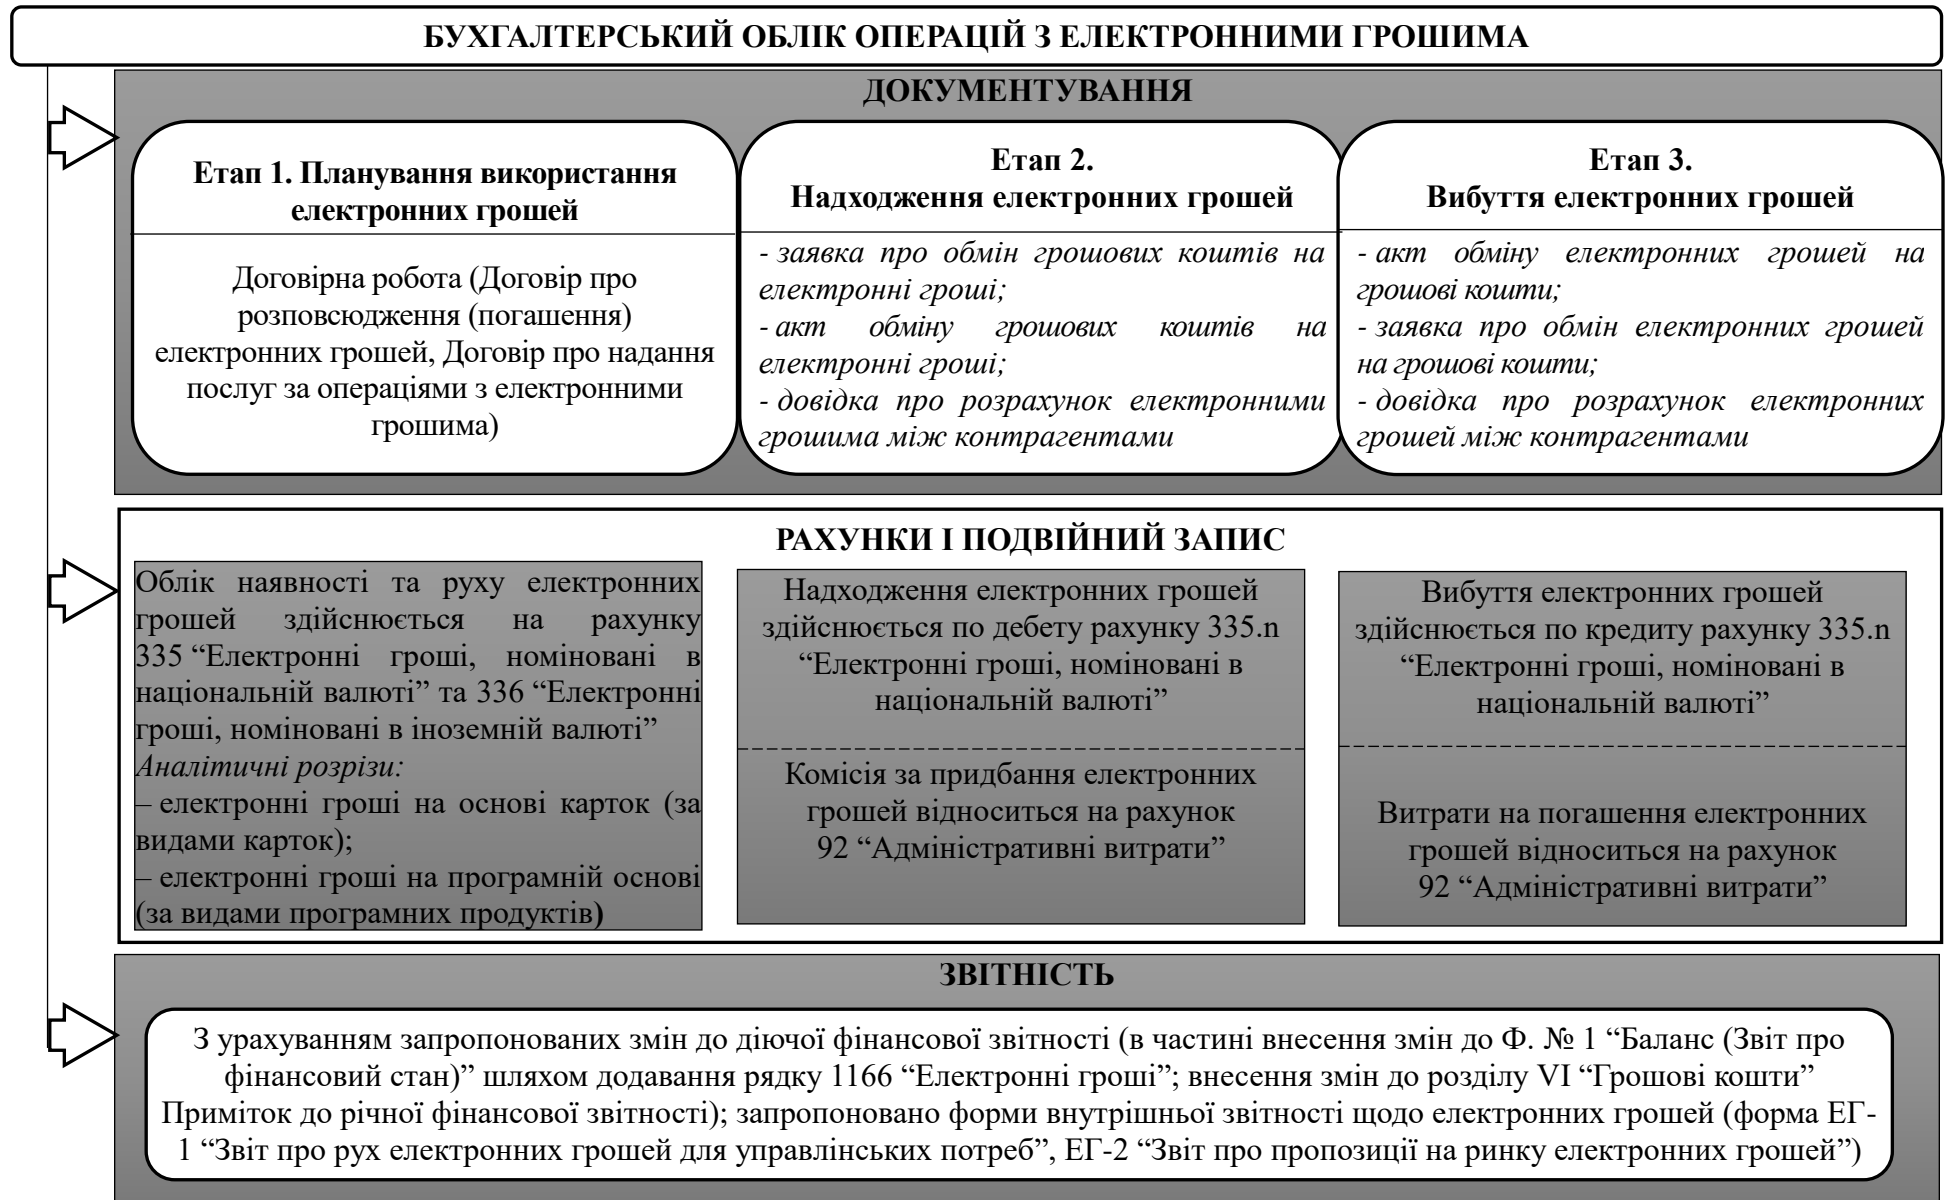 БУХГАЛТЕРСЬКИЙ ОБЛІК ОПЕРАЦІЙ З ЕЛЕКТРОННИМИ ГРОШИМА
ДОКУМЕНТУВАННЯ
Етап 1. Планування використання
електронних грошей
Договірна робота (Договір про
розповсюдження (погашення)
електронних грошей, Договір про надання
послуг за операціями з електронними
грошима)
Етап 2.
Надходження електронних грошей
- заявка про обмін грошових коштів на
електронні гроші;
- акт обміну грошових коштів на
електронні гроші;
- довідка про розрахунок електронними
грошима між контрагентами
Етап 3.
Вибуття електронних грошей
- акт обміну електронних грошей на
грошові кошти;
- заявка про обмін електронних грошей
на грошові кошти;
- довідка про розрахунок електронних
грошей між контрагентами
РАХУНКИ І ПОДВІЙНИЙ ЗАПИС
Облік наявності та руху електронних
грошей здійснюється на рахунку
335 “Електронні гроші, номіновані в
національній валюті” та 336 “Електронні
гроші, номіновані в іноземній валюті”
Аналітичні розрізи:
– електронні гроші на основі карток (за
видами карток);
– електронні гроші на програмній основі
(за видами програмних продуктів)
Надходження електронних грошей
здійснюється по дебету рахунку 335.n
“Електронні гроші, номіновані в
національній валюті”
Комісія за придбання електронних
грошей відноситься на рахунок
92 “Адміністративні витрати”
Вибуття електронних грошей
здійснюється по кредиту рахунку 335.n
“Електронні гроші, номіновані в
національній валюті”
Витрати на погашення електронних
грошей відноситься на рахунок
92 “Адміністративні витрати”
ЗВІТНІСТЬ
З урахуванням запропонованих змін до діючої фінансової звітності (в частині внесення змін до Ф. № 1 “Баланс (Звіт про
фінансовий стан)” шляхом додавання рядку 1166 “Електронні гроші”; внесення змін до розділу VI “Грошові кошти”
Приміток до річної фінансової звітності); запропоновано форми внутрішньої звітності щодо електронних грошей (форма ЕГ-
1 “Звіт про рух електронних грошей для управлінських потреб”, ЕГ-2 “Звіт про пропозиції на ринку електронних грошей”)